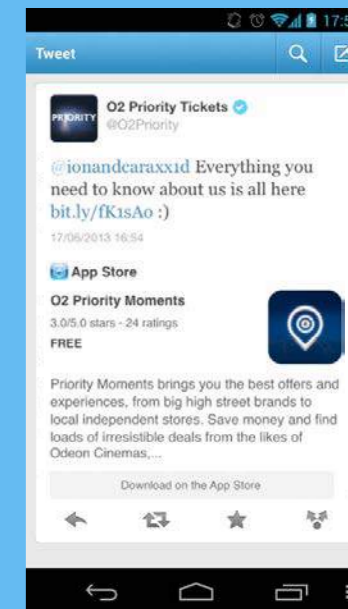 17:5
Tweet
PRIORITY
O2 Priority Tickets
@O2Priority
@ionandcaraxx1d Everything you
need to know about us is all here
bit.ly/fK1sAo :)
17/06/2013 16:54
App Store
O2 Priority Moments
3.0/5.0 stars - 24 ratings
FREE
Priority Moments brings you the best offers and
experiences, from big high street brands to
local independent stores. Save money and find
loads of irresistible deals from the likes of
Odeon Cinemas,...
Download on the App Store